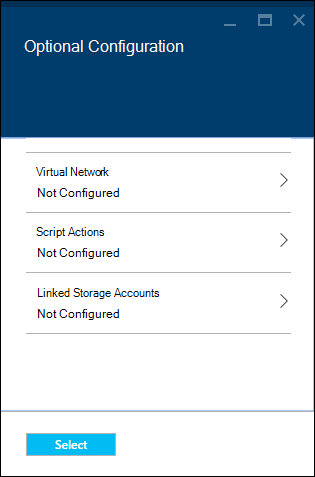 Optional Configuration
Virtual Network
Not Configured
Script Actions
Not Configured
Linked Storage Accounts
Not Configured
Select